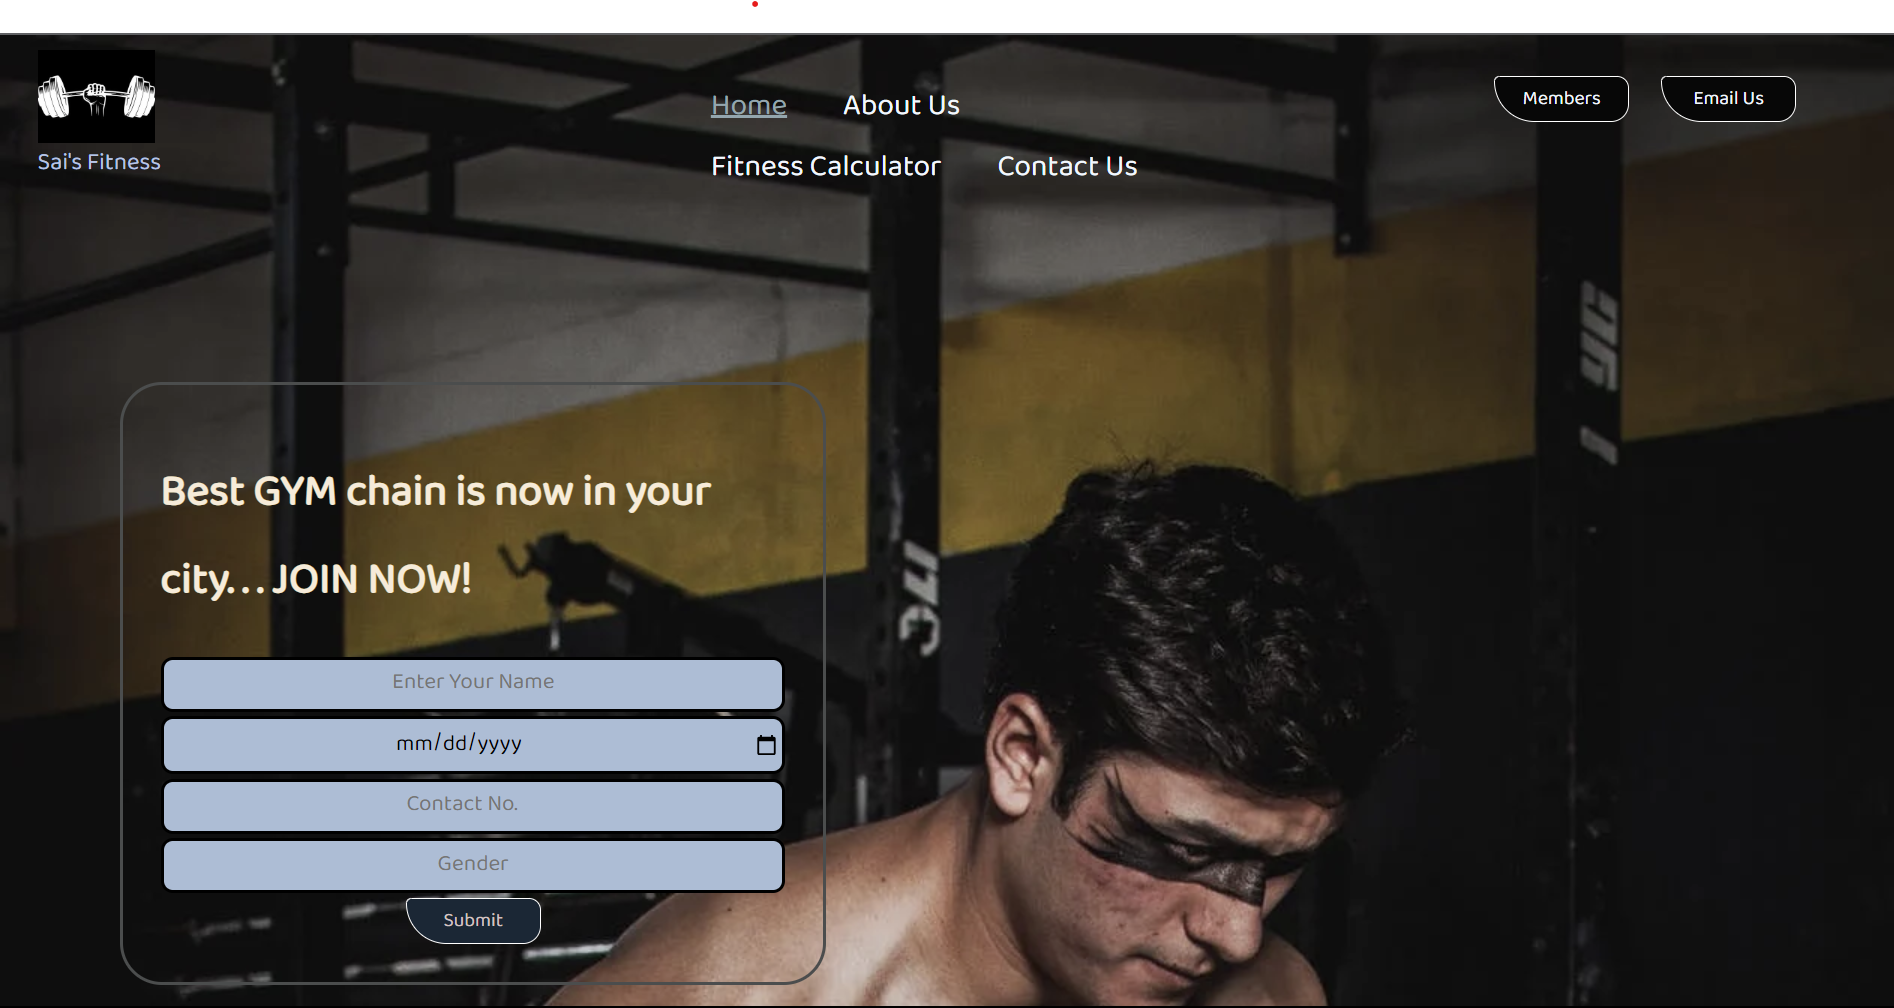 Sai's Fitness
Home About Us
Fitness Calculator Contact Us
Members Email Us
Best GYM chain is now in your
city...JOIN NOW!
Enter Your Name
mm/dd/yyyy
Contact No.
Gender
Submit